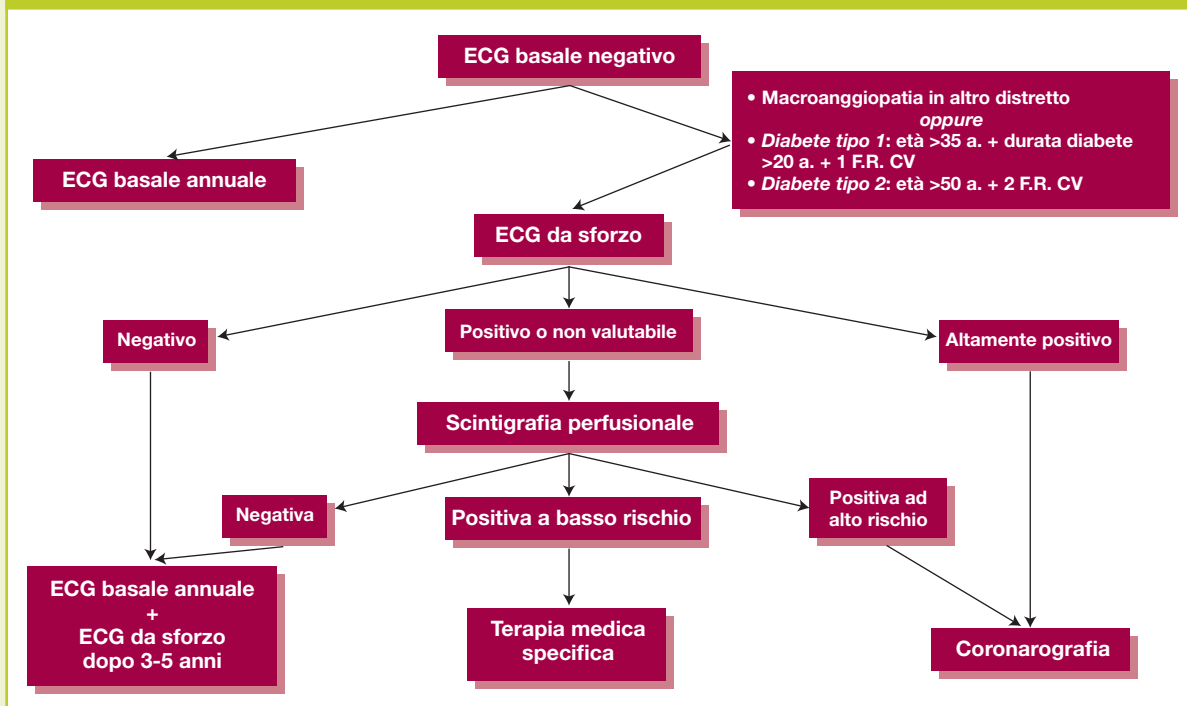 ECG basale negativo
• Macroanggiopatia in altro distretto
oppure
• Diabete tipo 1: età >35 a. + durata diabete
>20 a. + 1 F.R. CV
• Diabete tipo 2: età >50 a. + 2 F.R. CV
ECG basale annuale
ECG da sforzo
Negativo
Positivo o non valutabile
Altamente positivo
Scintigrafia perfusionale
Negativa
Positiva a basso rischio
Positiva ad
alto rischio
ECG basale annuale
+
ECG da sforzo
dopo 3-5 anni
Terapia medica
specifica
Coronarografia